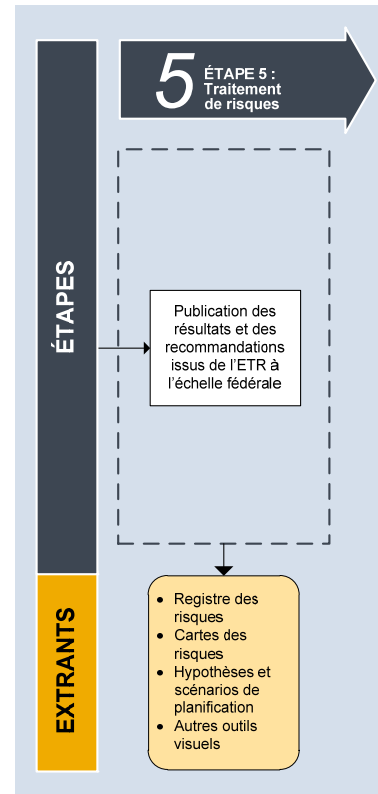 5
ÉTAPE 5 :
Traitement
de risques
ÉTAPES
Publication des
résultats et des
recommandations
issus de l'ETR à
l'échelle fédérale
EXTRANTS
• Registre des
risques
• Cartes des
risques
• Hypothèses et
scénarios de
planification
• Autres outils
visuels